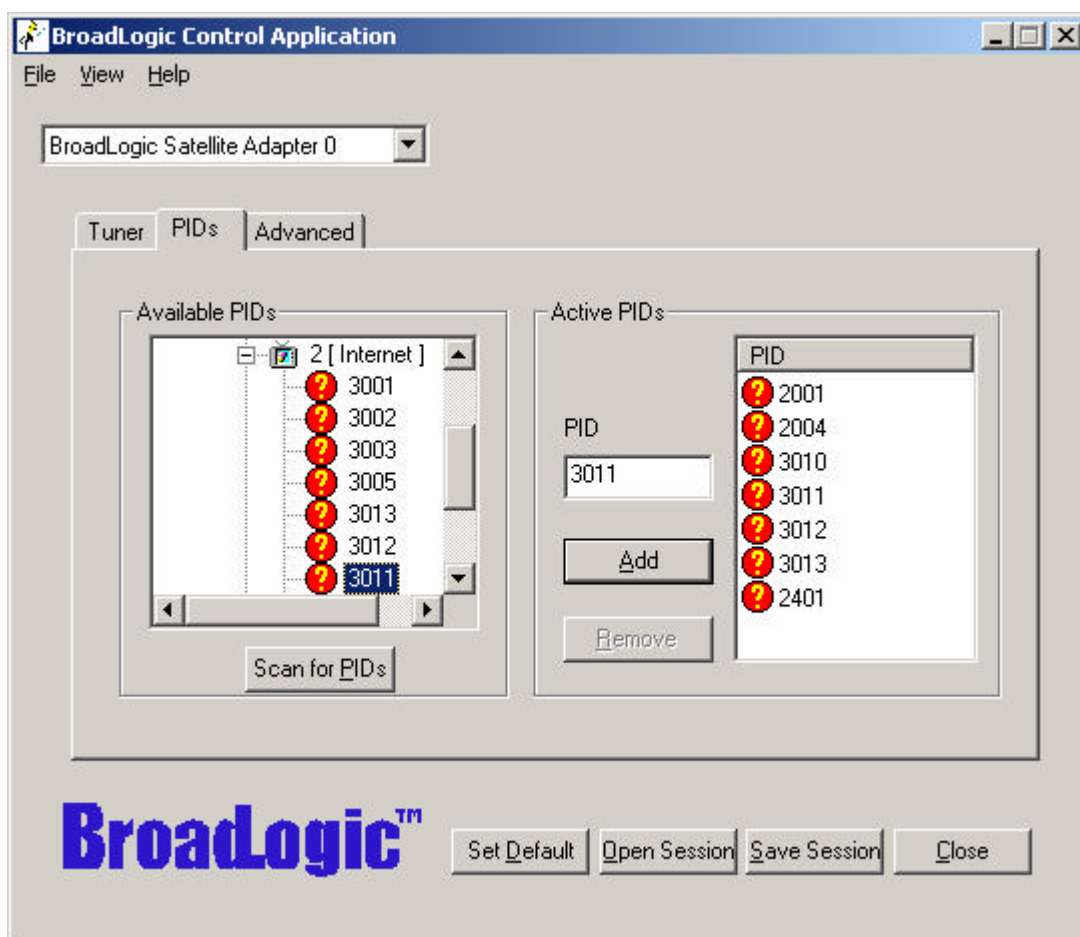 BroadLogic Control Application
File View Help
BroadLogic Satellite Adapter 0
Tuner PIDs Advanced
Available PIDs
2 [ Internet ]
3001
3002
3003
3005
3013
3012
3011
Scan for PIDs
Active PIDs
PID
3011
Add
Remove
PID
2001
2004
3010
3011
3012
3013
2401
BroadLogic™
Set Default Open Session Save Session Close